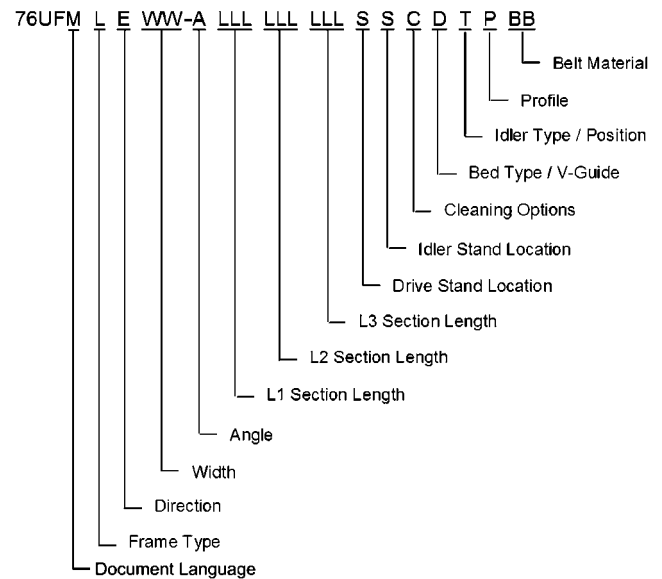 76UFM L E WW-A LLL LLL LLL S S C D T P BB
Belt Material
Profile
Idler Type / Position
Bed Type / V-Guide
Cleaning Options
Idler Stand Location
Drive Stand Location
L3 Section Length
L2 Section Length
L1 Section Length
Angle
Width
Direction
Frame Type
Document Language